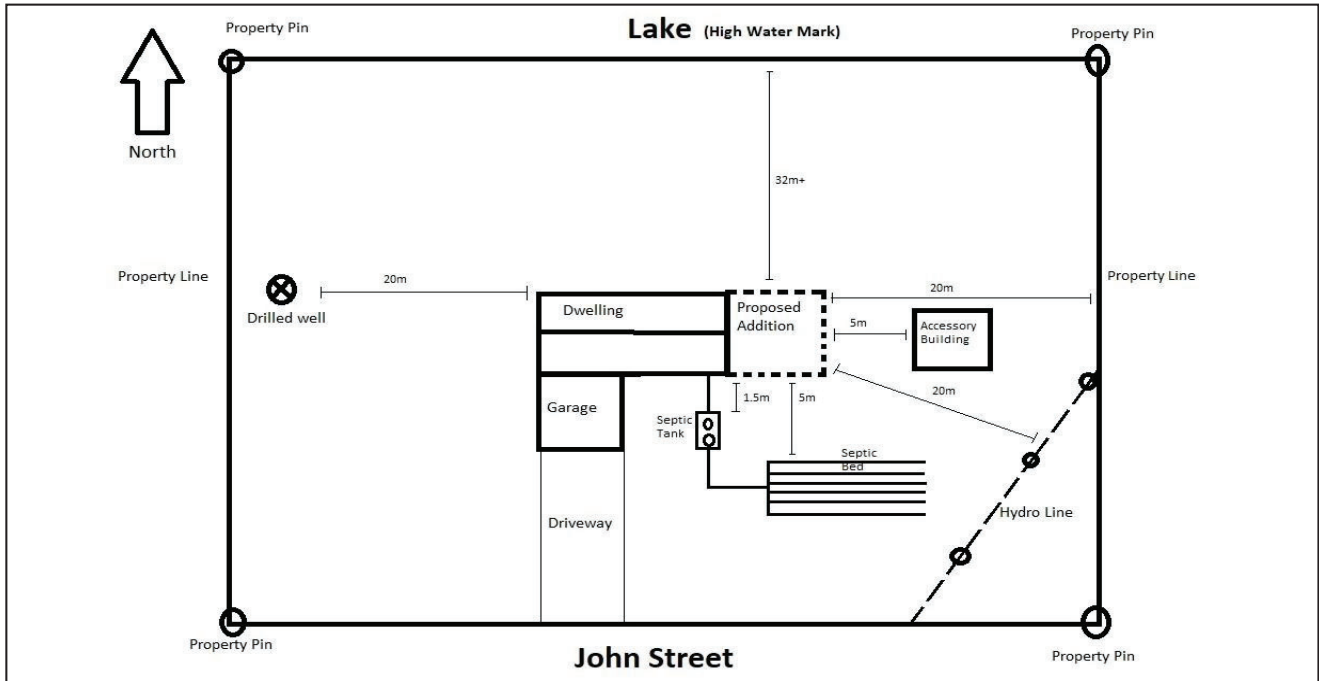 Property Pin
Lake (High Water Mark)
Property Pin
North
32m+
Property Line
Property Line
20m
20m
Drilled well
Dwelling
Proposed
Addition
5m
Accessory
Building
20m
Garage
1.5m
5m
Septic
Tank
Septic
Bed
Hydro Line
Driveway
Property Pin
John Street
Property Pin